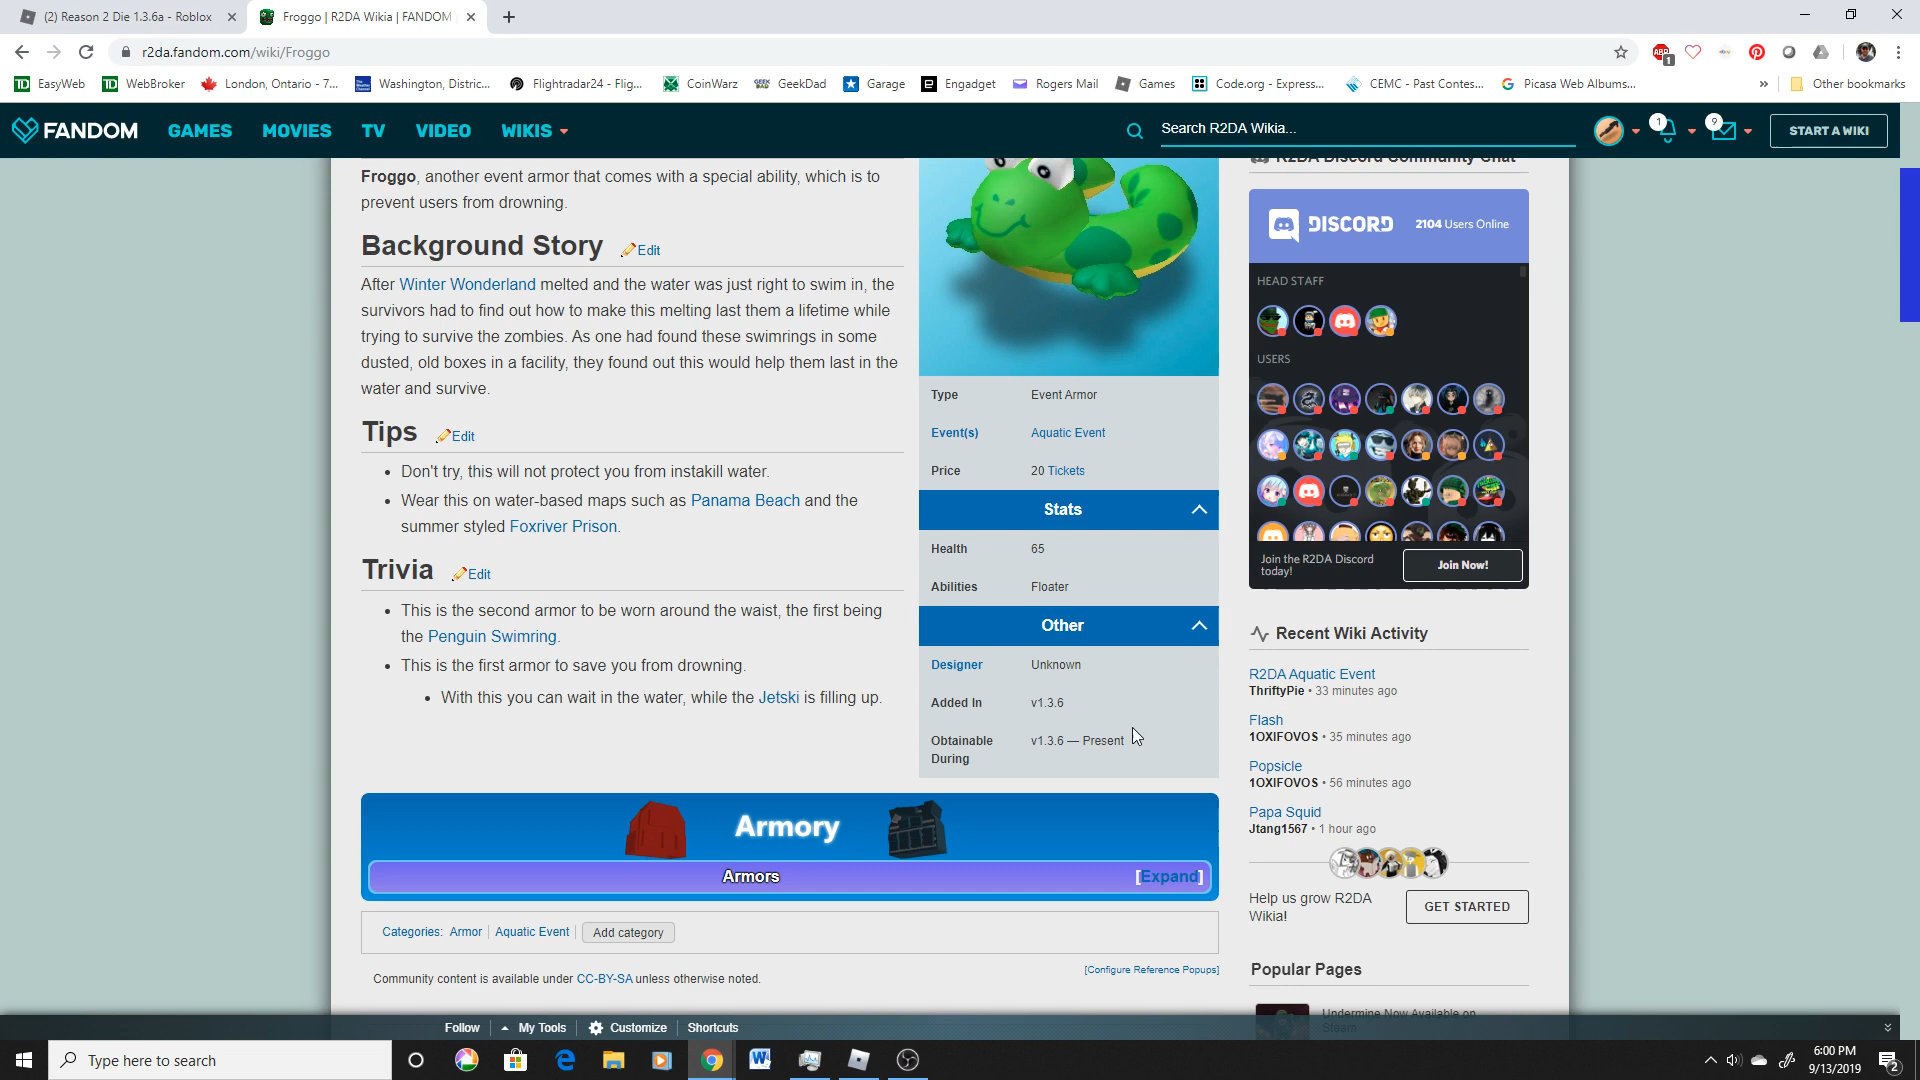 (2) Reason 2 Die 1.3.6a - Roblox
Froggo | R2DA Wikia | FANDOM
r2da.fandom.com/wiki/Froggo
ABP
1
ebay
EasyWeb
WebBroker
London, Ontario - 7...
Washington, Distric...
Flightradar24 - Flig...
CoinWarz
GeekDad
Garage
Engadget
Rogers Mail
Games
Code.org - Express...
CEMC - Past Contes...
Picasa Web Albums...
»
Other bookmarks
FANDOM
GAMES
MOVIES
TV
VIDEO
WIKIS
Search R2DA Wikia...
1
9
START A WIKI
Froggo, another event armor that comes with a special ability, which is to
prevent users from drowning.
Background Story
Edit
After Winter Wonderland melted and the water was just right to swim in, the
survivors had to find out how to make this melting last them a lifetime while
trying to survive the zombies. As one had found these swimrings in some
dusted, old boxes in a facility, they found out this would help them last in the
water and survive.
Tips
Edit
• Don't try, this will not protect you from instakill water.
• Wear this on water-based maps such as Panama Beach and the
summer styled Foxriver Prison.
Trivia
Edit
• This is the second armor to be worn around the waist, the first being
the Penguin Swimring.
• This is the first armor to save you from drowning.
• With this you can wait in the water, while the Jetski is filling up.
Type Event Armor
Event(s) Aquatic Event
Price 20 Tickets
Stats
Health 65
Abilities Floater
Other
Designer Unknown
Added In v1.3.6
Obtainable During v1.3.6 — Present
Armory
Armors
[Expand]
Categories: Armor | Aquatic Event | Add category
Community content is available under CC-BY-SA unless otherwise noted.
[Configure Reference Popups]
R2DA Discord Community Chat
DISCORD
2104 Users Online
HEAD STAFF
USERS
Join the R2DA Discord
today!
Join Now!
Recent Wiki Activity
R2DA Aquatic Event
ThriftyPie • 33 minutes ago
Flash
1OXIFOVOS • 35 minutes ago
Popsicle
1OXIFOVOS • 56 minutes ago
Papa Squid
Jtang1567 • 1 hour ago
Help us grow R2DA
Wikia!
GET STARTED
Popular Pages
Undermine Now Available on
Steam
Follow
My Tools
Customize
Shortcuts
Type here to search
6:00 PM
9/13/2019
2